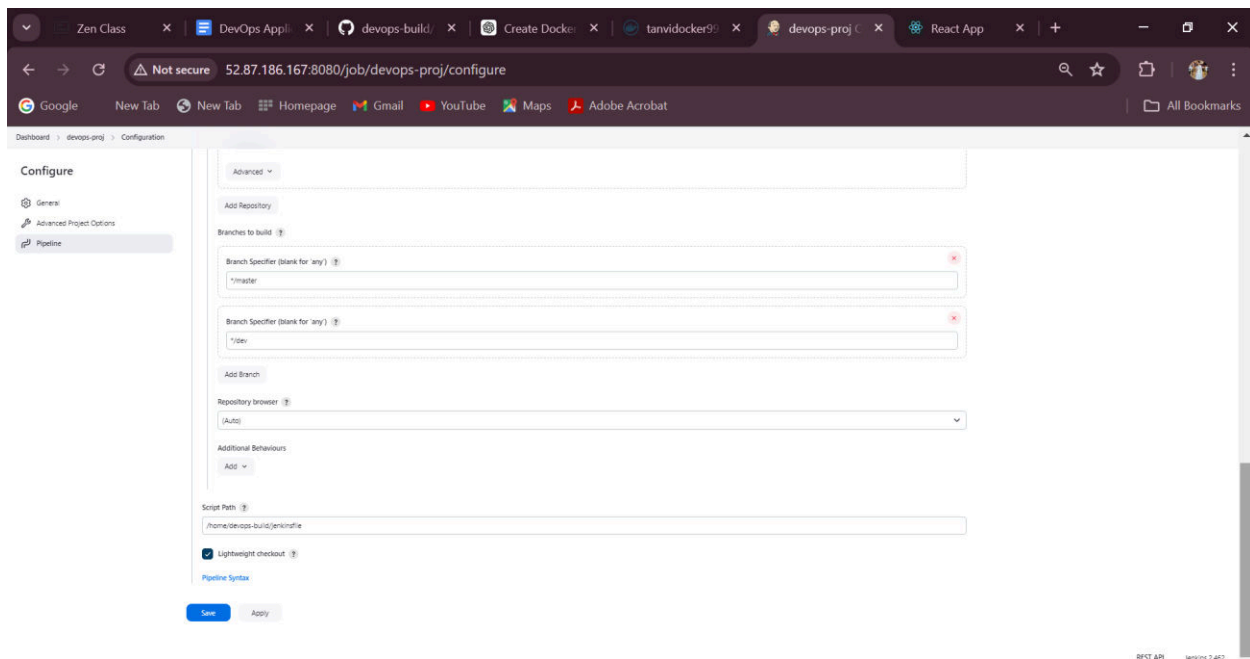 Zen Class
DevOps Appli
devops-build/
Create Docker
tanvidocker99
devops-proj C
React App
Not secure 52.87.186.167:8080/job/devops-proj/configure
Google New Tab New Tab Homepage Gmail YouTube Maps Adobe Acrobat All Bookmarks
Dashboard > devops-proj > Configuration
Configure
General
Advanced Project Options
Pipeline
Advanced
Add Repository
Branches to build ?
Branch Specifier (blank for 'any') ?
*/master
Branch Specifier (blank for 'any') ?
*/dev
Add Branch
Repository browser ?
(Auto)
Additional Behaviours
Add
Script Path ?
/home/devops-build/jenkinsfile
Lightweight checkout ?
Pipeline Syntax
Save Apply
REST API Jenkins 2.462